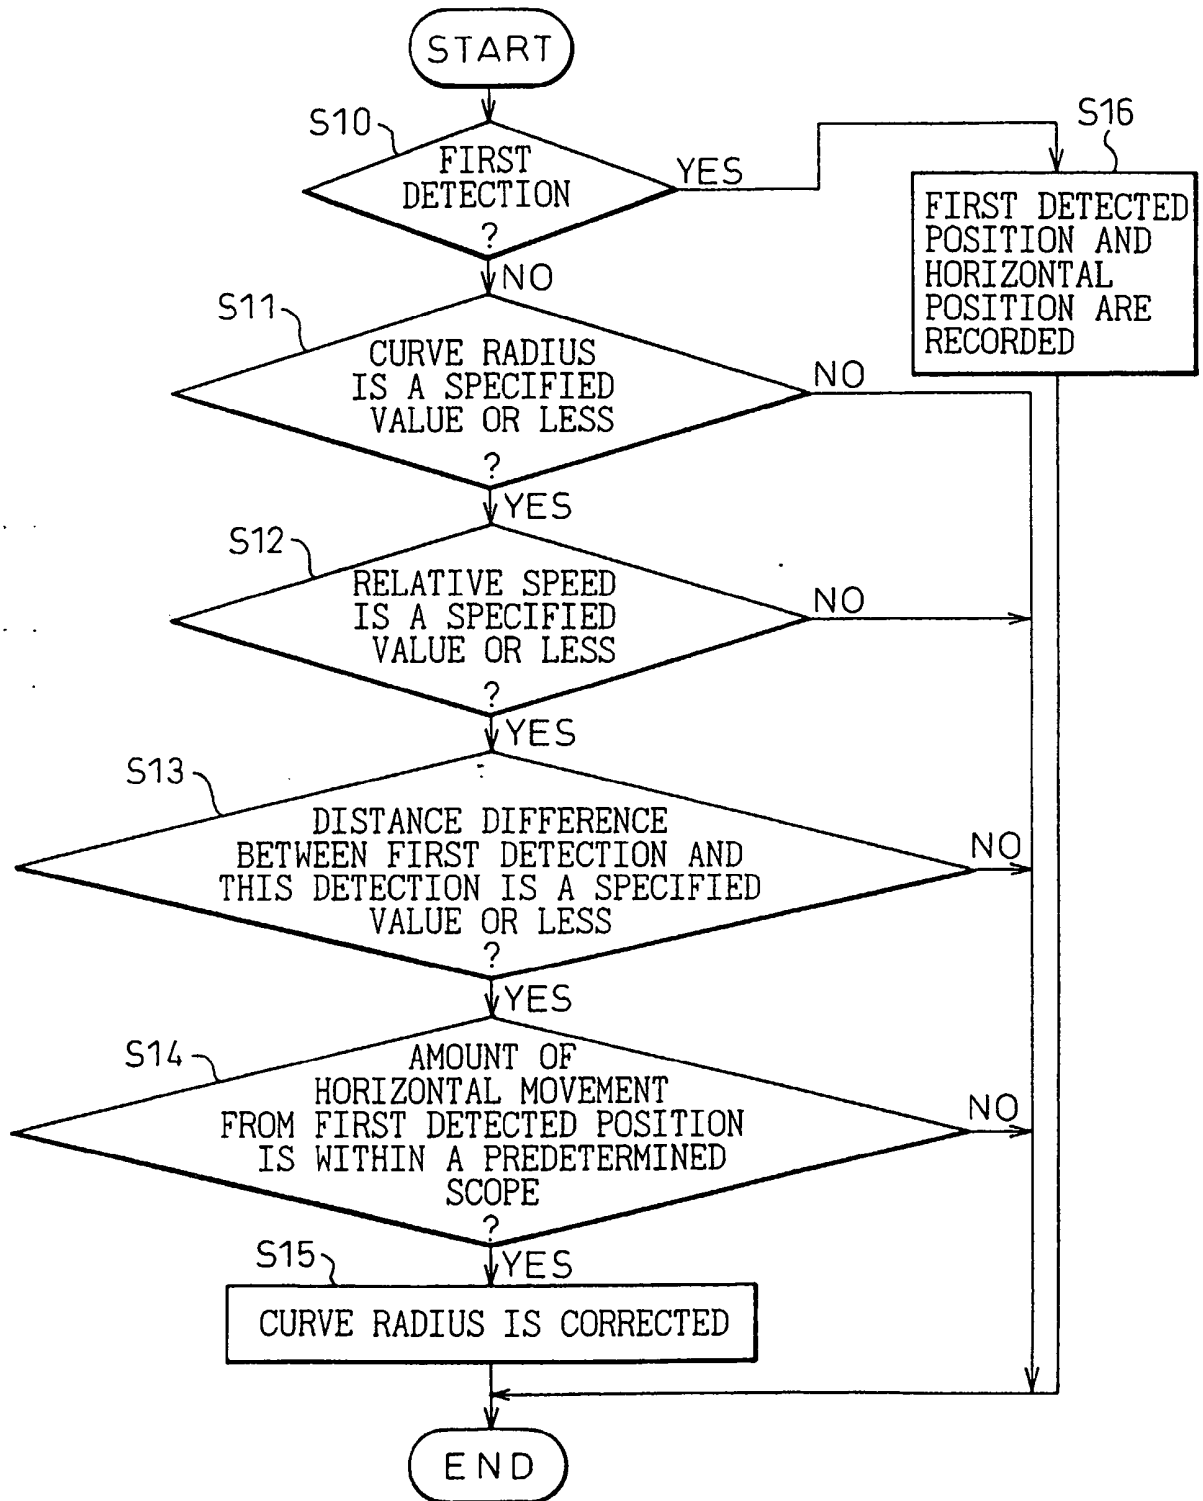 START
S10
FIRST
DETECTION
?
YES
NO
S16
FIRST DETECTED
POSITION AND
HORIZONTAL
POSITION ARE
RECORDED
S11
CURVE RADIUS
IS A SPECIFIED
VALUE OR LESS
?
NO
YES
S12
RELATIVE SPEED
IS A SPECIFIED
VALUE OR LESS
?
NO
YES
S13
DISTANCE DIFFERENCE
BETWEEN FIRST DETECTION AND
THIS DETECTION IS A SPECIFIED
VALUE OR LESS
?
NO
YES
S14
AMOUNT OF
HORIZONTAL MOVEMENT
FROM FIRST DETECTED POSITION
IS WITHIN A PREDETERMINED
SCOPE
?
NO
YES
S15
CURVE RADIUS IS CORRECTED
END